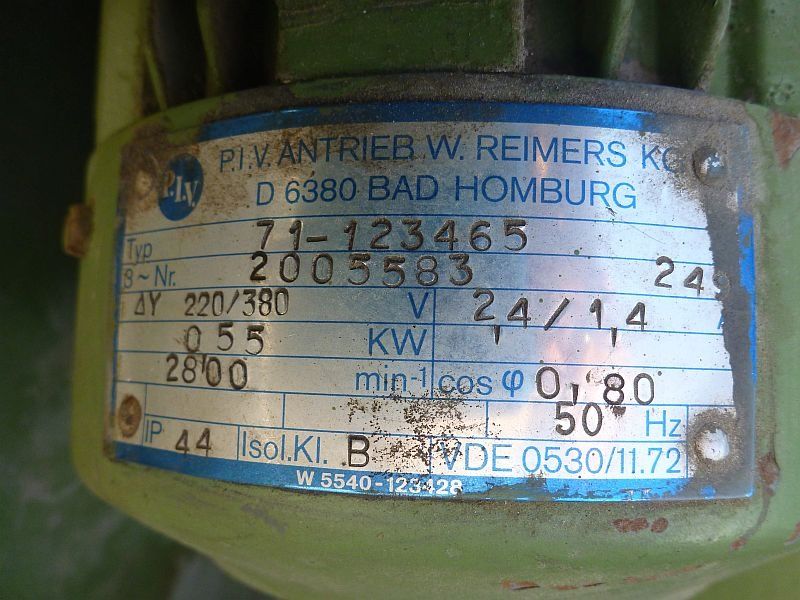 P.I.V.
P.I.V. ANTRIEB W. REIMERS KG
D 6380 BAD HOMBURG
Typ 71-123465
3~ Nr. 2005583 249
ΔY 220/380 V 2,4/1,4
0,55 KW
2800 min-1 cos φ 0,80
50 Hz
IP 44 Isol.Kl. B VDE 0530/11.72
W 5540-123428